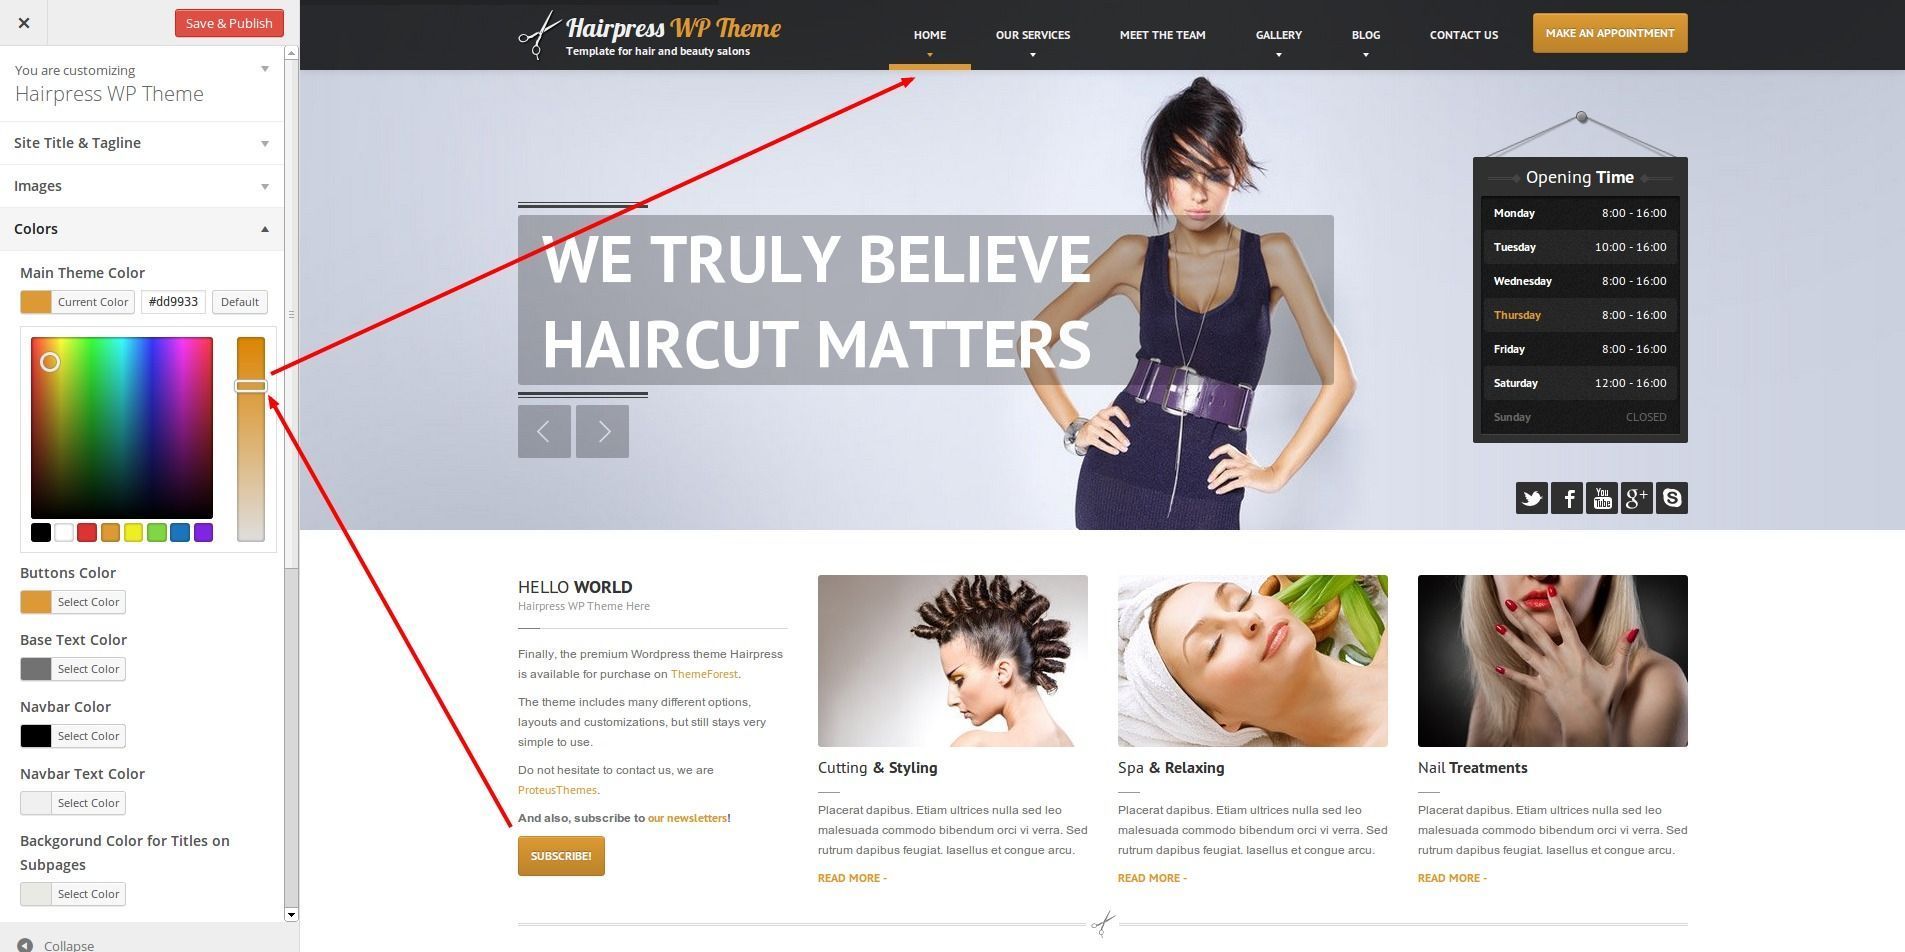 Save & Publish
You are customizing
Hairpress WP Theme
Site Title & Tagline
Images
Colors
Main Theme Color
Current Color #dd9933 Default
Buttons Color
Select Color
Base Text Color
Select Color
Navbar Color
Select Color
Navbar Text Color
Select Color
Backgorund Color for Titles on
Subpages
Select Color
Collapse
Hairpress WP Theme
Template for hair and beauty salons
HOME OUR SERVICES MEET THE TEAM GALLERY BLOG CONTACT US MAKE AN APPOINTMENT
WE TRULY BELIEVE
HAIRCUT MATTERS
Opening Time
Monday 8:00 - 16:00
Tuesday 10:00 - 16:00
Wednesday 8:00 - 16:00
Thursday 8:00 - 16:00
Friday 8:00 - 16:00
Saturday 12:00 - 16:00
Sunday CLOSED
You
Tube
g+
HELLO WORLD
Hairpress WP Theme Here
Finally, the premium Wordpress theme Hairpress
is available for purchase on ThemeForest.
The theme includes many different options,
layouts and customizations, but still stays very
simple to use.
Do not hesitate to contact us, we are
ProteusThemes.
And also, subscribe to our newsletters!
SUBSCRIBE!
Cutting & Styling
Placerat dapibus. Etiam ultrices nulla sed leo
malesuada commodo bibendum orci vi verra. Sed
rutrum dapibus feugiat. Iasellus et congue arcu.
READ MORE -
Spa & Relaxing
Placerat dapibus. Etiam ultrices nulla sed leo
malesuada commodo bibendum orci vi verra. Sed
rutrum dapibus feugiat. Iasellus et congue arcu.
READ MORE -
Nail Treatments
Placerat dapibus. Etiam ultrices nulla sed leo
malesuada commodo bibendum orci vi verra. Sed
rutrum dapibus feugiat. Iasellus et congue arcu.
READ MORE -